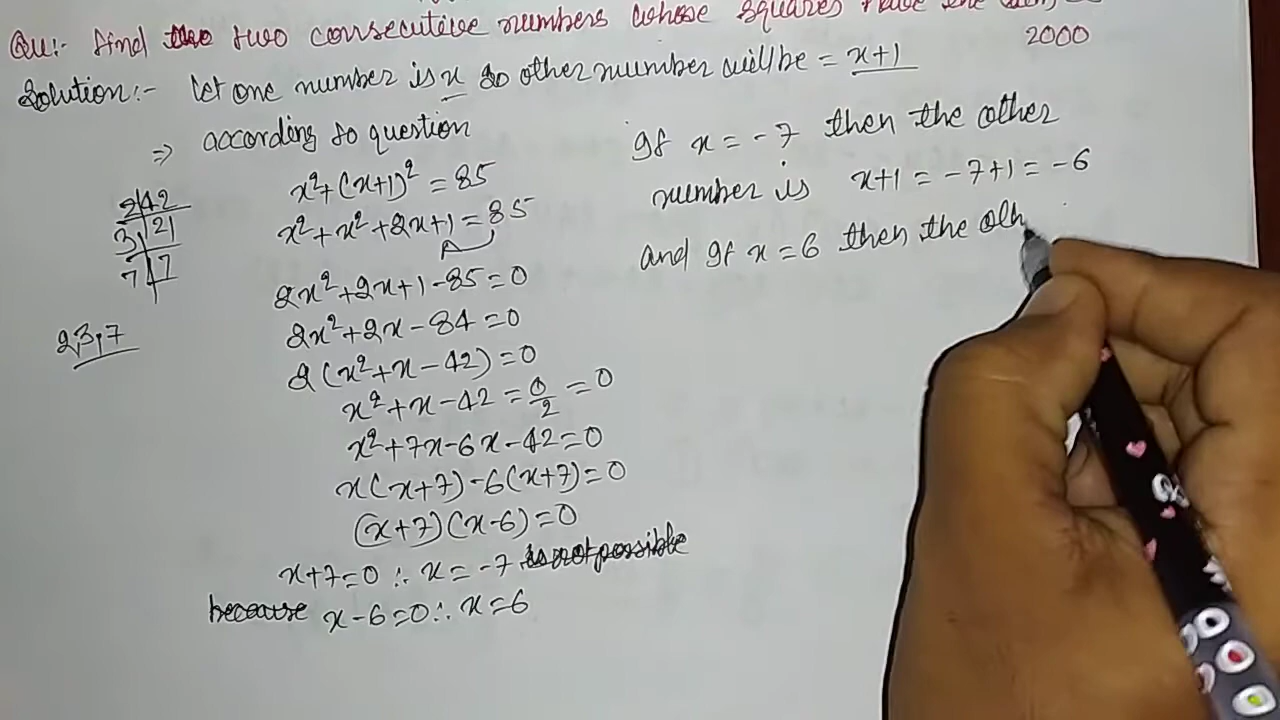 Qu:- find two consecutive numbers whose squares have the
2000
Solution:- let one number is x so other number will be = x+1
⇒ according to question
x²+(x+1)² = 85
x²+x²+2x+1 = 85
2x²+2x+1-85=0
2x²+2x-84=0
2(x²+x-42)=0
x²+x-42 = 0/2 = 0
x²+7x-6x-42=0
x(x+7)-6(x+7)=0
(x+7)(x-6)=0
x+7=0 ∴ x = -7 is not possible
because x-6=0 ∴ x=6
2 42
3 21
7 7
2,3,7
If x = -7 then the other
number is x+1 = -7+1 = -6
and If x = 6 then the oth